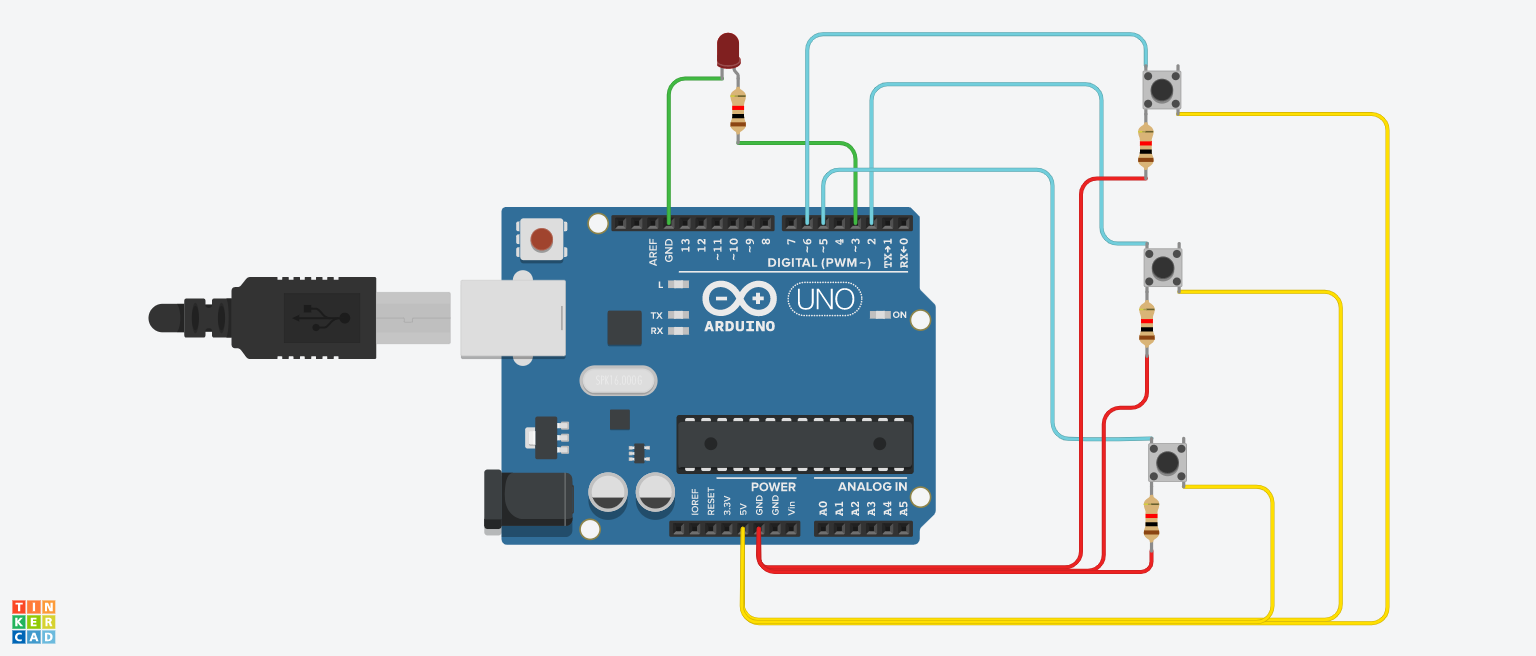 AREF
GND
13
12
~11
~10
~9
8
7
~6
~5
4
~3
2
TX→1
RX←0
DIGITAL (PWM~)
L
TX
RX
ARDUINO
UNO
ON
POWER
ANALOG IN
IOREF
RESET
3.3V
5V
GND
GND
Vin
A0
A1
A2
A3
A4
A5
TIN
KER
CAD